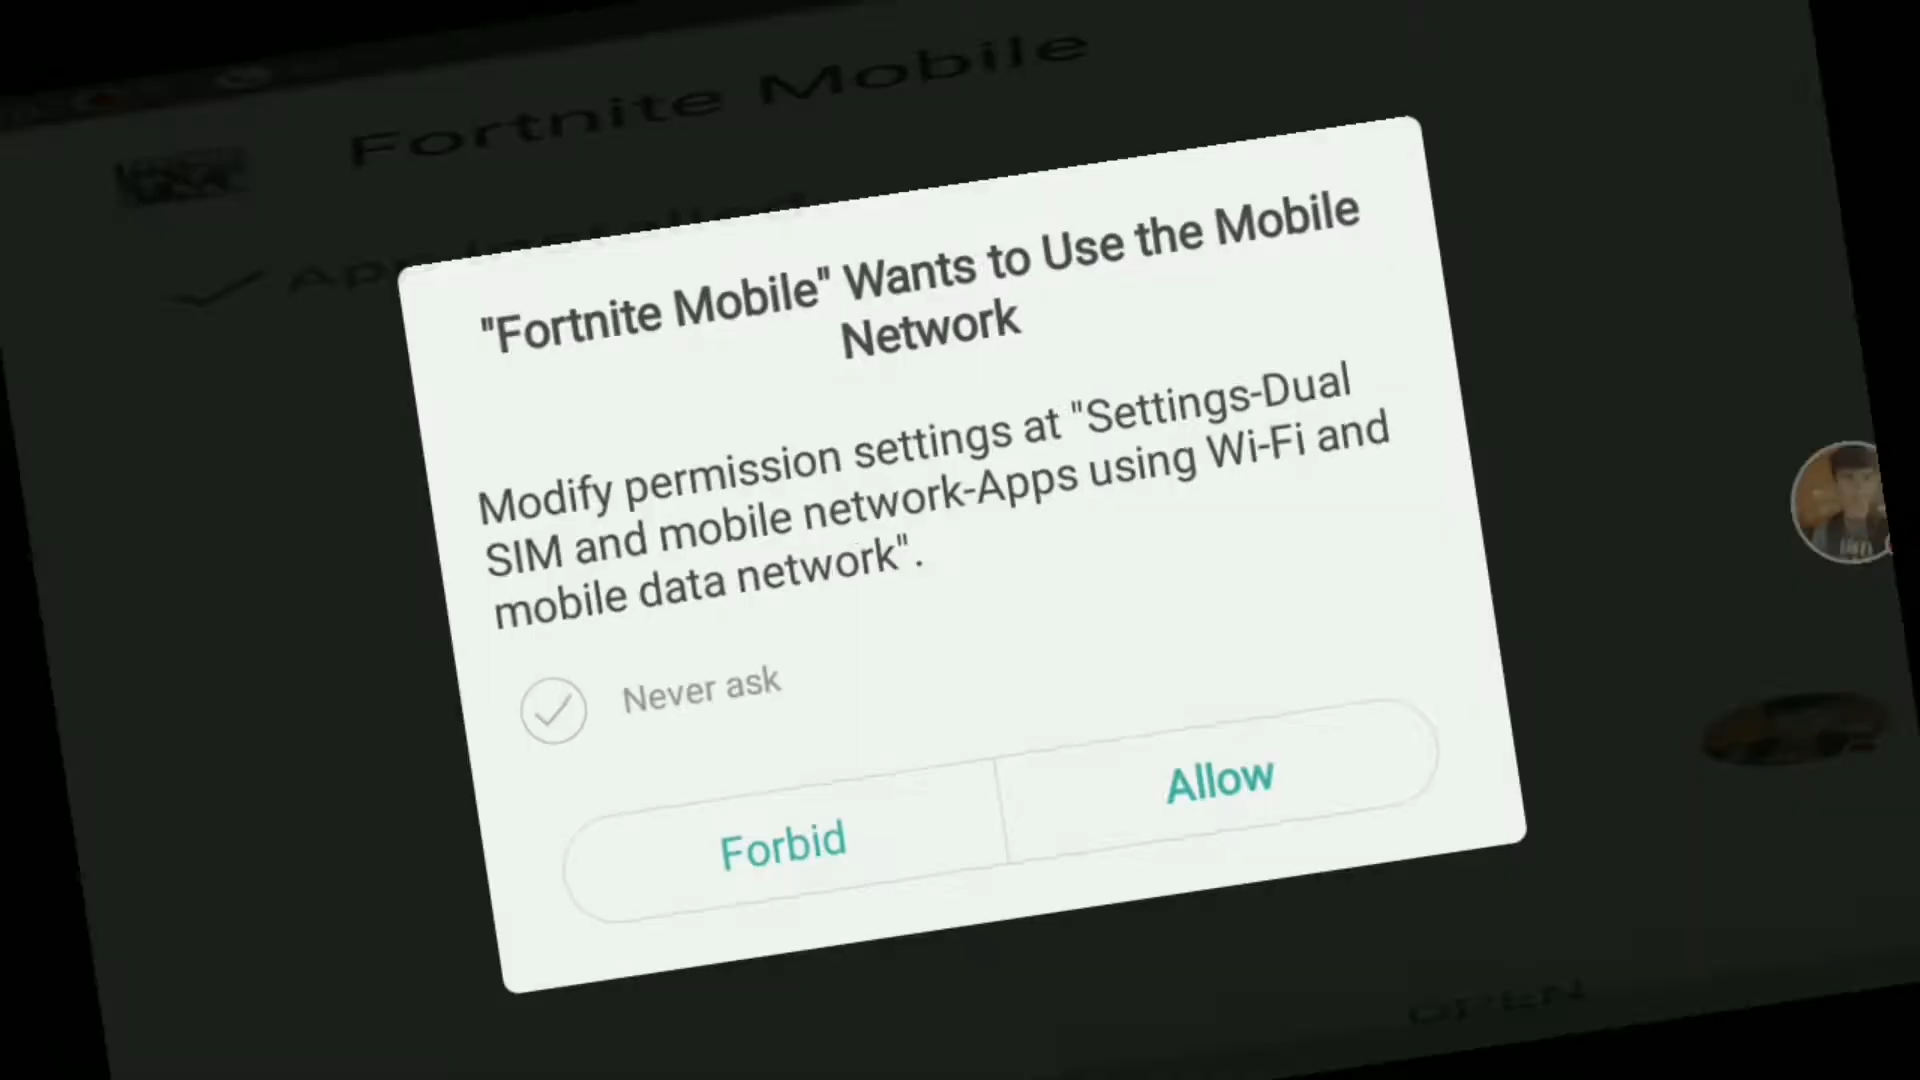 Fortnite Mobile
"Fortnite Mobile" Wants to Use the Mobile
Network
Modify permission settings at "Settings-Dual
SIM and mobile network-Apps using Wi-Fi and
mobile data network".
Never ask
Forbid
Allow
OPEN